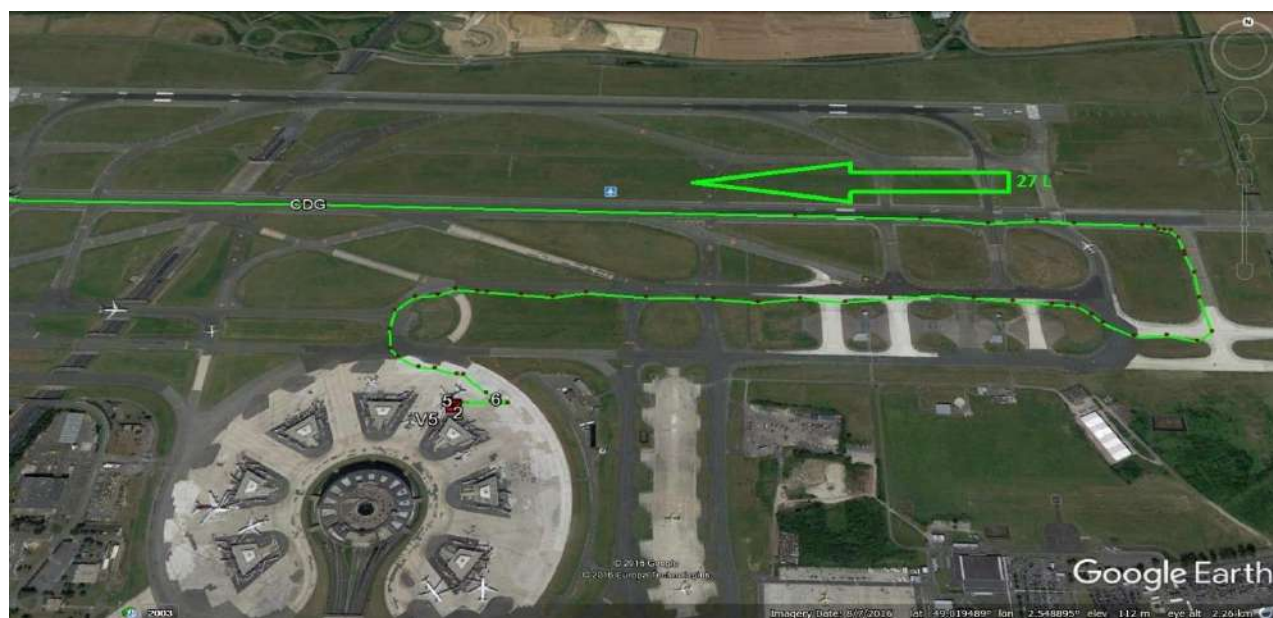 N
27 L
CDG
5
6
2
V5
© 2016 Google
© 2016 Europa Technologies
Google Earth
2003
Imagery Date: 8/7/2016 lat 49.019489° lon 2.548895° elev 112 m eye alt 2.26 km